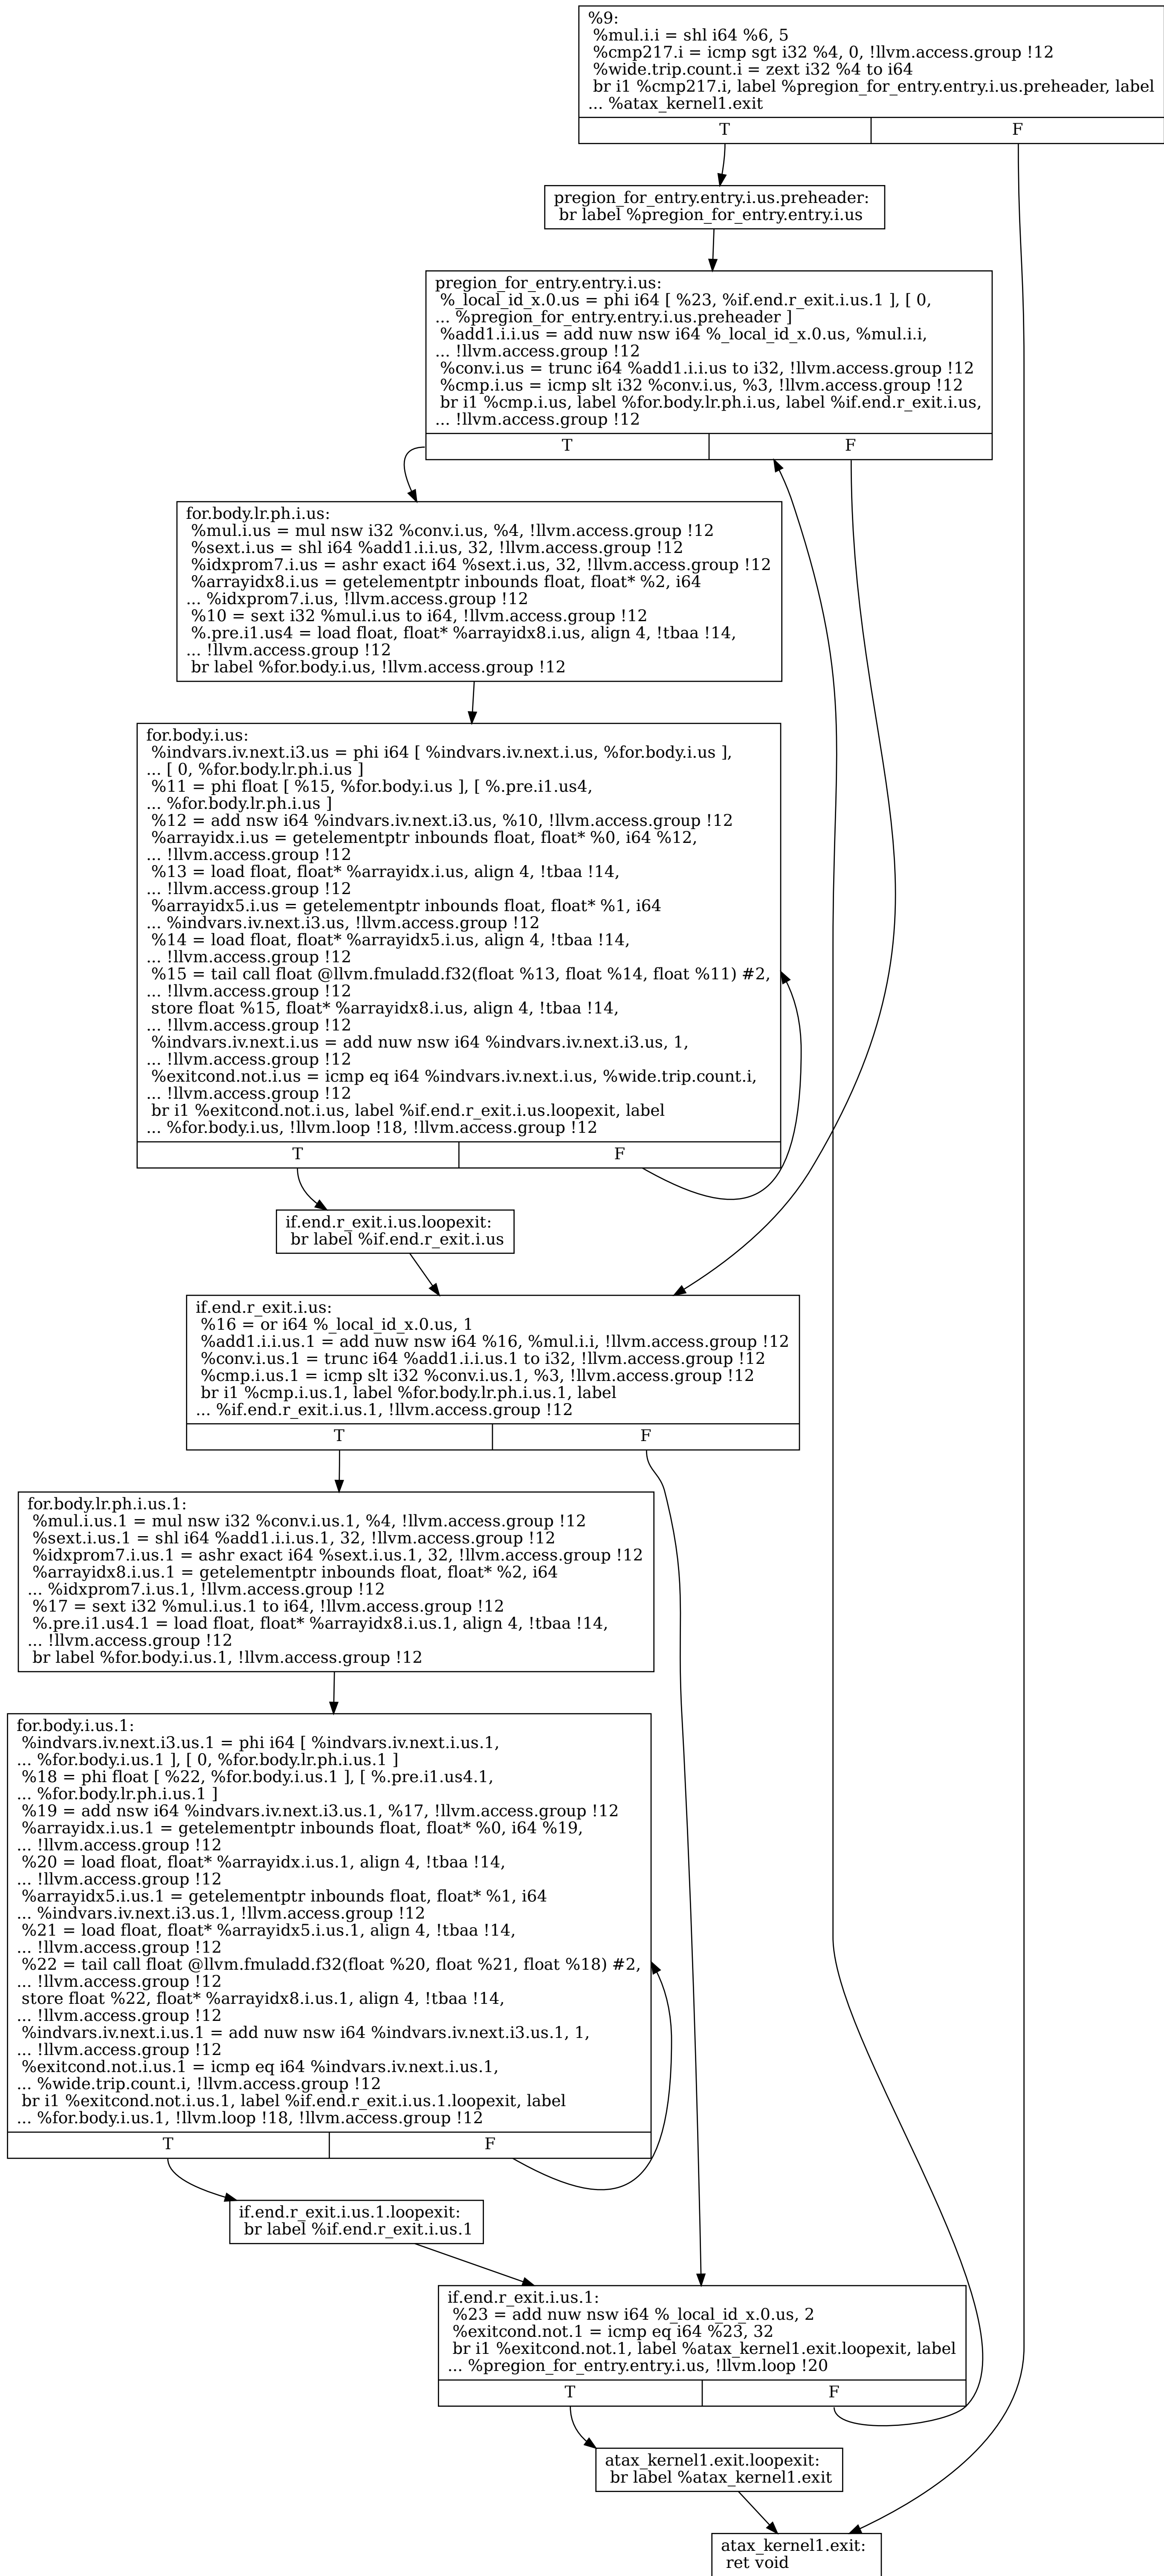 %9:
%mul.i.i = shl i64 %6, 5
%cmp217.i = icmp sgt i32 %4, 0, !llvm.access.group !12
%wide.trip.count.i = zext i32 %4 to i64
br i1 %cmp217.i, label %pregion_for_entry.entry.i.us.preheader, label
... %atax_kernel1.exit
T
F
pregion_for_entry.entry.i.us.preheader:
br label %pregion_for_entry.entry.i.us
pregion_for_entry.entry.i.us:
%_local_id_x.0.us = phi i64 [ %23, %if.end.r_exit.i.us.1 ], [ 0,
... %pregion_for_entry.entry.i.us.preheader ]
%add1.i.i.us = add nuw nsw i64 %_local_id_x.0.us, %mul.i.i,
... !llvm.access.group !12
%conv.i.us = trunc i64 %add1.i.i.us to i32, !llvm.access.group !12
%cmp.i.us = icmp slt i32 %conv.i.us, %3, !llvm.access.group !12
br i1 %cmp.i.us, label %for.body.lr.ph.i.us, label %if.end.r_exit.i.us,
... !llvm.access.group !12
T
F
for.body.lr.ph.i.us:
%mul.i.us = mul nsw i32 %conv.i.us, %4, !llvm.access.group !12
%sext.i.us = shl i64 %add1.i.i.us, 32, !llvm.access.group !12
%idxprom7.i.us = ashr exact i64 %sext.i.us, 32, !llvm.access.group !12
%arrayidx8.i.us = getelementptr inbounds float, float* %2, i64
... %idxprom7.i.us, !llvm.access.group !12
%10 = sext i32 %mul.i.us to i64, !llvm.access.group !12
%.pre.i1.us4 = load float, float* %arrayidx8.i.us, align 4, !tbaa !14,
... !llvm.access.group !12
br label %for.body.i.us, !llvm.access.group !12
for.body.i.us:
%indvars.iv.next.i3.us = phi i64 [ %indvars.iv.next.i.us, %for.body.i.us ],
... [ 0, %for.body.lr.ph.i.us ]
%11 = phi float [ %15, %for.body.i.us ], [ %.pre.i1.us4,
... %for.body.lr.ph.i.us ]
%12 = add nsw i64 %indvars.iv.next.i3.us, %10, !llvm.access.group !12
%arrayidx.i.us = getelementptr inbounds float, float* %0, i64 %12,
... !llvm.access.group !12
%13 = load float, float* %arrayidx.i.us, align 4, !tbaa !14,
... !llvm.access.group !12
%arrayidx5.i.us = getelementptr inbounds float, float* %1, i64
... %indvars.iv.next.i3.us, !llvm.access.group !12
%14 = load float, float* %arrayidx5.i.us, align 4, !tbaa !14,
... !llvm.access.group !12
%15 = tail call float @llvm.fmuladd.f32(float %13, float %14, float %11) #2,
... !llvm.access.group !12
store float %15, float* %arrayidx8.i.us, align 4, !tbaa !14,
... !llvm.access.group !12
%indvars.iv.next.i.us = add nuw nsw i64 %indvars.iv.next.i3.us, 1,
... !llvm.access.group !12
%exitcond.not.i.us = icmp eq i64 %indvars.iv.next.i.us, %wide.trip.count.i,
... !llvm.access.group !12
br i1 %exitcond.not.i.us, label %if.end.r_exit.i.us.loopexit, label
... %for.body.i.us, !llvm.loop !18, !llvm.access.group !12
T
F
if.end.r_exit.i.us.loopexit:
br label %if.end.r_exit.i.us
if.end.r_exit.i.us:
%16 = or i64 %_local_id_x.0.us, 1
%add1.i.i.us.1 = add nuw nsw i64 %16, %mul.i.i, !llvm.access.group !12
%conv.i.us.1 = trunc i64 %add1.i.i.us.1 to i32, !llvm.access.group !12
%cmp.i.us.1 = icmp slt i32 %conv.i.us.1, %3, !llvm.access.group !12
br i1 %cmp.i.us.1, label %for.body.lr.ph.i.us.1, label
... %if.end.r_exit.i.us.1, !llvm.access.group !12
T
F
for.body.lr.ph.i.us.1:
%mul.i.us.1 = mul nsw i32 %conv.i.us.1, %4, !llvm.access.group !12
%sext.i.us.1 = shl i64 %add1.i.i.us.1, 32, !llvm.access.group !12
%idxprom7.i.us.1 = ashr exact i64 %sext.i.us.1, 32, !llvm.access.group !12
%arrayidx8.i.us.1 = getelementptr inbounds float, float* %2, i64
... %idxprom7.i.us.1, !llvm.access.group !12
%17 = sext i32 %mul.i.us.1 to i64, !llvm.access.group !12
%.pre.i1.us4.1 = load float, float* %arrayidx8.i.us.1, align 4, !tbaa !14,
... !llvm.access.group !12
br label %for.body.i.us.1, !llvm.access.group !12
for.body.i.us.1:
%indvars.iv.next.i3.us.1 = phi i64 [ %indvars.iv.next.i.us.1,
... %for.body.i.us.1 ], [ 0, %for.body.lr.ph.i.us.1 ]
%18 = phi float [ %22, %for.body.i.us.1 ], [ %.pre.i1.us4.1,
... %for.body.lr.ph.i.us.1 ]
%19 = add nsw i64 %indvars.iv.next.i3.us.1, %17, !llvm.access.group !12
%arrayidx.i.us.1 = getelementptr inbounds float, float* %0, i64 %19,
... !llvm.access.group !12
%20 = load float, float* %arrayidx.i.us.1, align 4, !tbaa !14,
... !llvm.access.group !12
%arrayidx5.i.us.1 = getelementptr inbounds float, float* %1, i64
... %indvars.iv.next.i3.us.1, !llvm.access.group !12
%21 = load float, float* %arrayidx5.i.us.1, align 4, !tbaa !14,
... !llvm.access.group !12
%22 = tail call float @llvm.fmuladd.f32(float %20, float %21, float %18) #2,
... !llvm.access.group !12
store float %22, float* %arrayidx8.i.us.1, align 4, !tbaa !14,
... !llvm.access.group !12
%indvars.iv.next.i.us.1 = add nuw nsw i64 %indvars.iv.next.i3.us.1, 1,
... !llvm.access.group !12
%exitcond.not.i.us.1 = icmp eq i64 %indvars.iv.next.i.us.1,
... %wide.trip.count.i, !llvm.access.group !12
br i1 %exitcond.not.i.us.1, label %if.end.r_exit.i.us.1.loopexit, label
... %for.body.i.us.1, !llvm.loop !18, !llvm.access.group !12
T
F
if.end.r_exit.i.us.1.loopexit:
br label %if.end.r_exit.i.us.1
if.end.r_exit.i.us.1:
%23 = add nuw nsw i64 %_local_id_x.0.us, 2
%exitcond.not.1 = icmp eq i64 %23, 32
br i1 %exitcond.not.1, label %atax_kernel1.exit.loopexit, label
... %pregion_for_entry.entry.i.us, !llvm.loop !20
T
F
atax_kernel1.exit.loopexit:
br label %atax_kernel1.exit
atax_kernel1.exit:
ret void